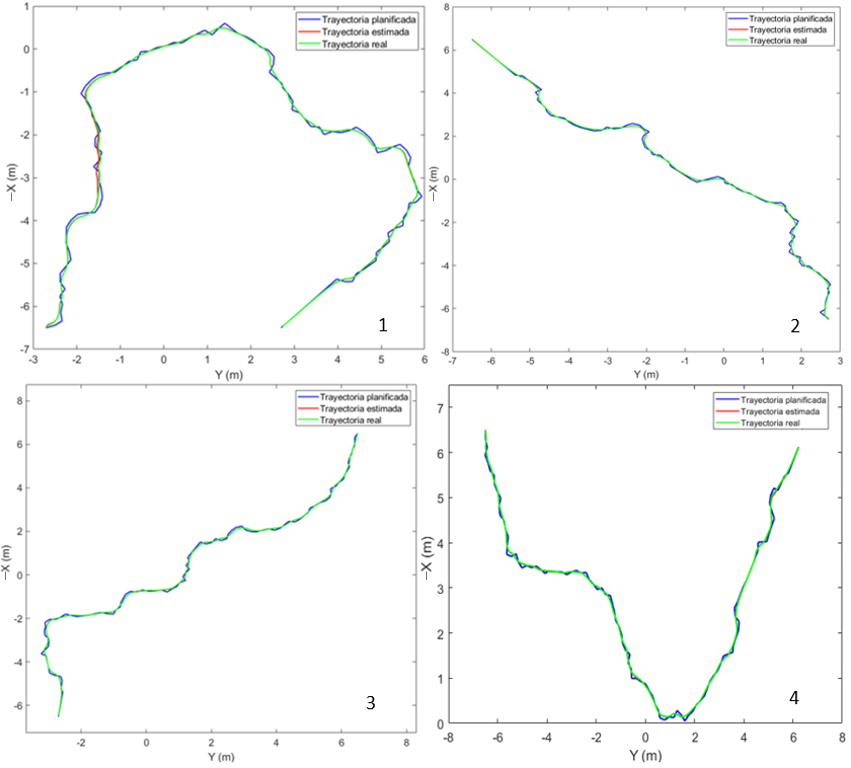 Trayectoria planificada
Trayectoria estimada
Trayectoria real
1
0
-1
-2
-3
-4
-5
-6
-7
-3 -2 -1 0 1 2 3 4 5 6
−X (m)
Y (m)
1
Trayectoria planificada
Trayectoria estimada
Trayectoria real
8
6
4
2
0
-2
-4
-6
-8
-7 -6 -5 -4 -3 -2 -1 0 1 2 3
−X (m)
Y (m)
2
Trayectoria planificada
Trayectoria estimada
Trayectoria real
8
6
4
2
0
-2
-4
-6
-2 0 2 4 6 8
−X (m)
Y (m)
3
Trayectoria planificada
Trayectoria estimada
Trayectoria real
7
6
5
4
3
2
1
0
-8 -6 -4 -2 0 2 4 6 8
−X (m)
Y (m)
4